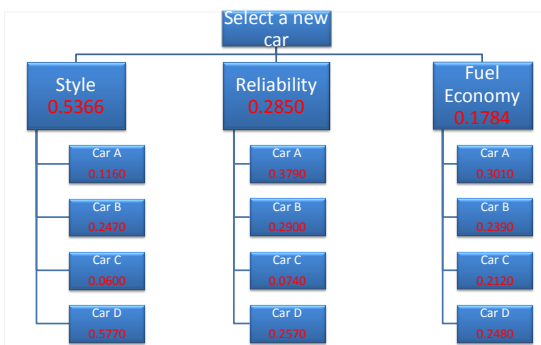 Select a new
car
Style
0.5366
Reliability
0.2850
Fuel
Economy
0.1784
Car A
0.1160
Car B
0.2470
Car C
0.0600
Car D
0.5770
Car A
0.3790
Car B
0.2900
Car C
0.0740
Car D
0.2570
Car A
0.3010
Car B
0.2390
Car C
0.2120
Car D
0.2480